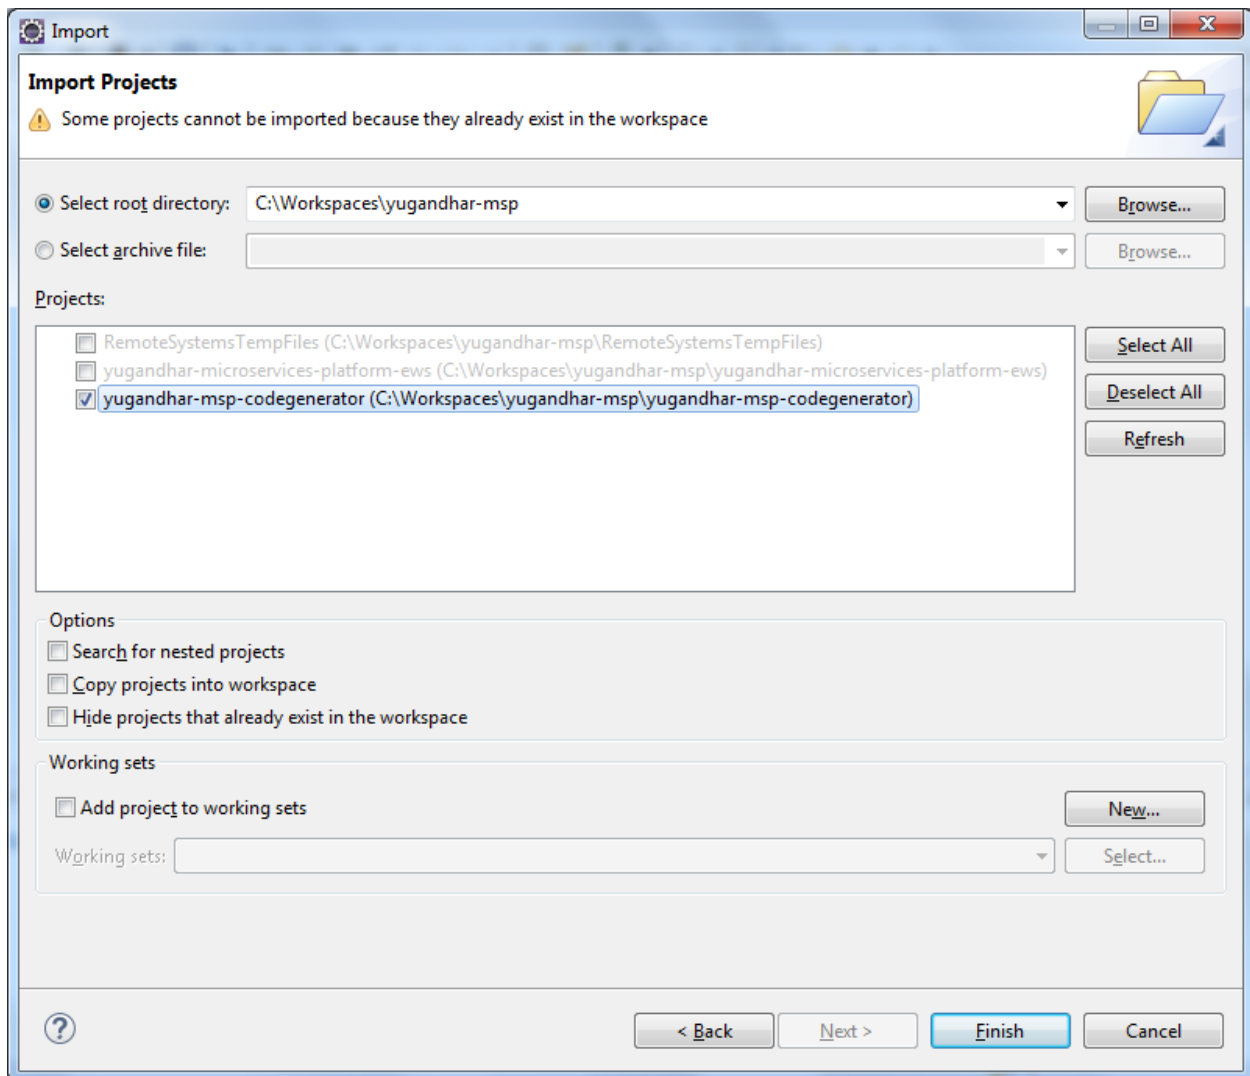 Import
Import Projects
Some projects cannot be imported because they already exist in the workspace
Select root directory: C:\Workspaces\yugandhar-msp Browse...
Select archive file: Browse...
Projects:
RemoteSystemsTempFiles (C:\Workspaces\yugandhar-msp\RemoteSystemsTempFiles)
yugandhar-microservices-platform-ews (C:\Workspaces\yugandhar-msp\yugandhar-microservices-platform-ews)
yugandhar-msp-codegenerator (C:\Workspaces\yugandhar-msp\yugandhar-msp-codegenerator)
Select All
Deselect All
Refresh
Options
Search for nested projects
Copy projects into workspace
Hide projects that already exist in the workspace
Working sets
Add project to working sets New...
Working sets: Select...
? < Back Next > Finish Cancel